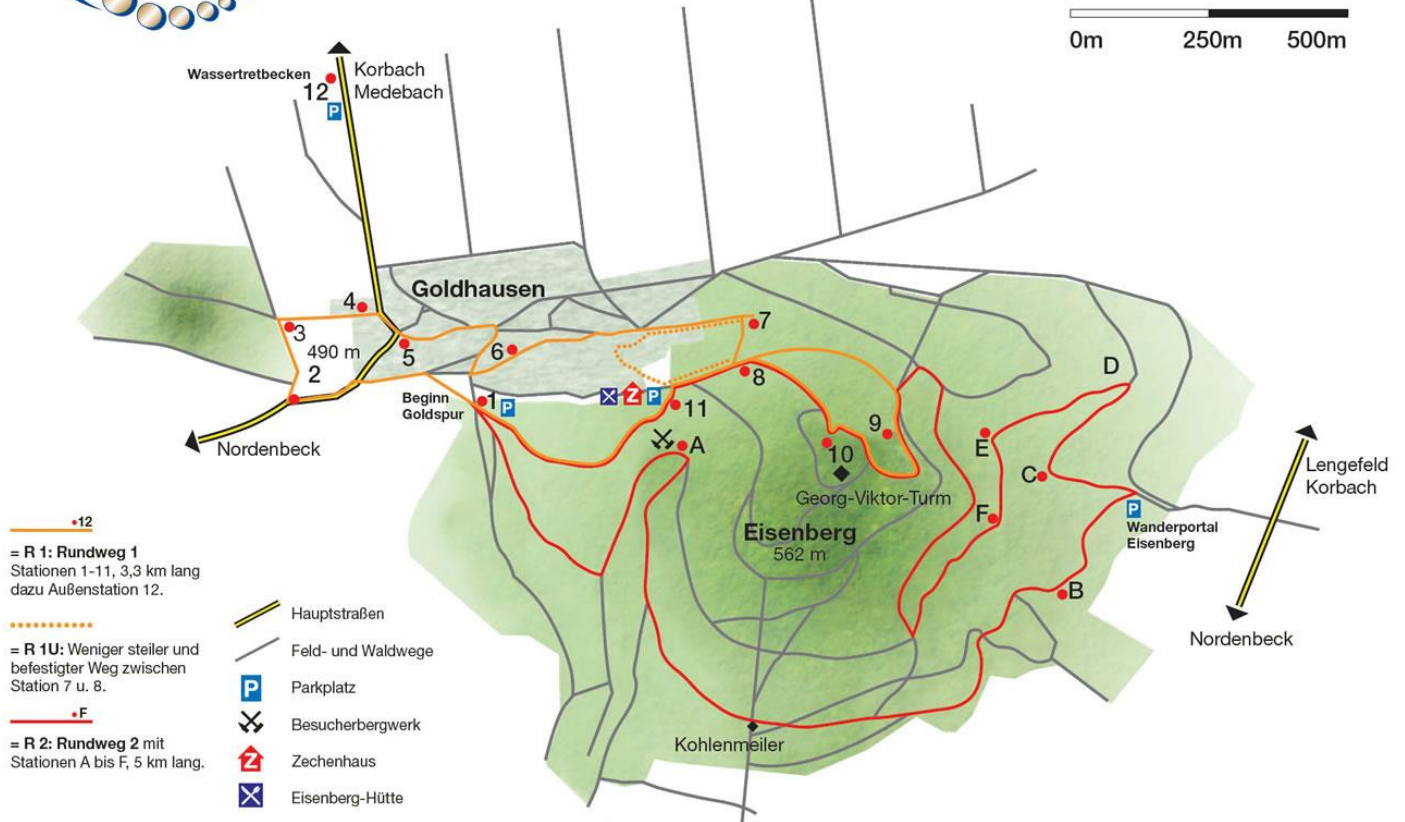 0m 250m 500m
Wassertretbecken
12
P
Korbach
Medebach
Goldhausen
4
3
490 m
2
5
6
7
8
Beginn
Goldspur
1
P
Z
P
11
A
9
10
Georg-Viktor-Turm
Eisenberg
562 m
D
E
C
F
B
P
Wanderportal
Eisenberg
Lengefeld
Korbach
Nordenbeck
Nordenbeck
Kohlenmeiler
12
= R 1: Rundweg 1
Stationen 1-11, 3,3 km lang
dazu Außenstation 12.
= R 1U: Weniger steiler und
befestigter Weg zwischen
Station 7 u. 8.
F
= R 2: Rundweg 2 mit
Stationen A bis F, 5 km lang.
Hauptstraßen
Feld- und Waldwege
P Parkplatz
Besucherbergwerk
Z Zechenhaus
Eisenberg-Hütte